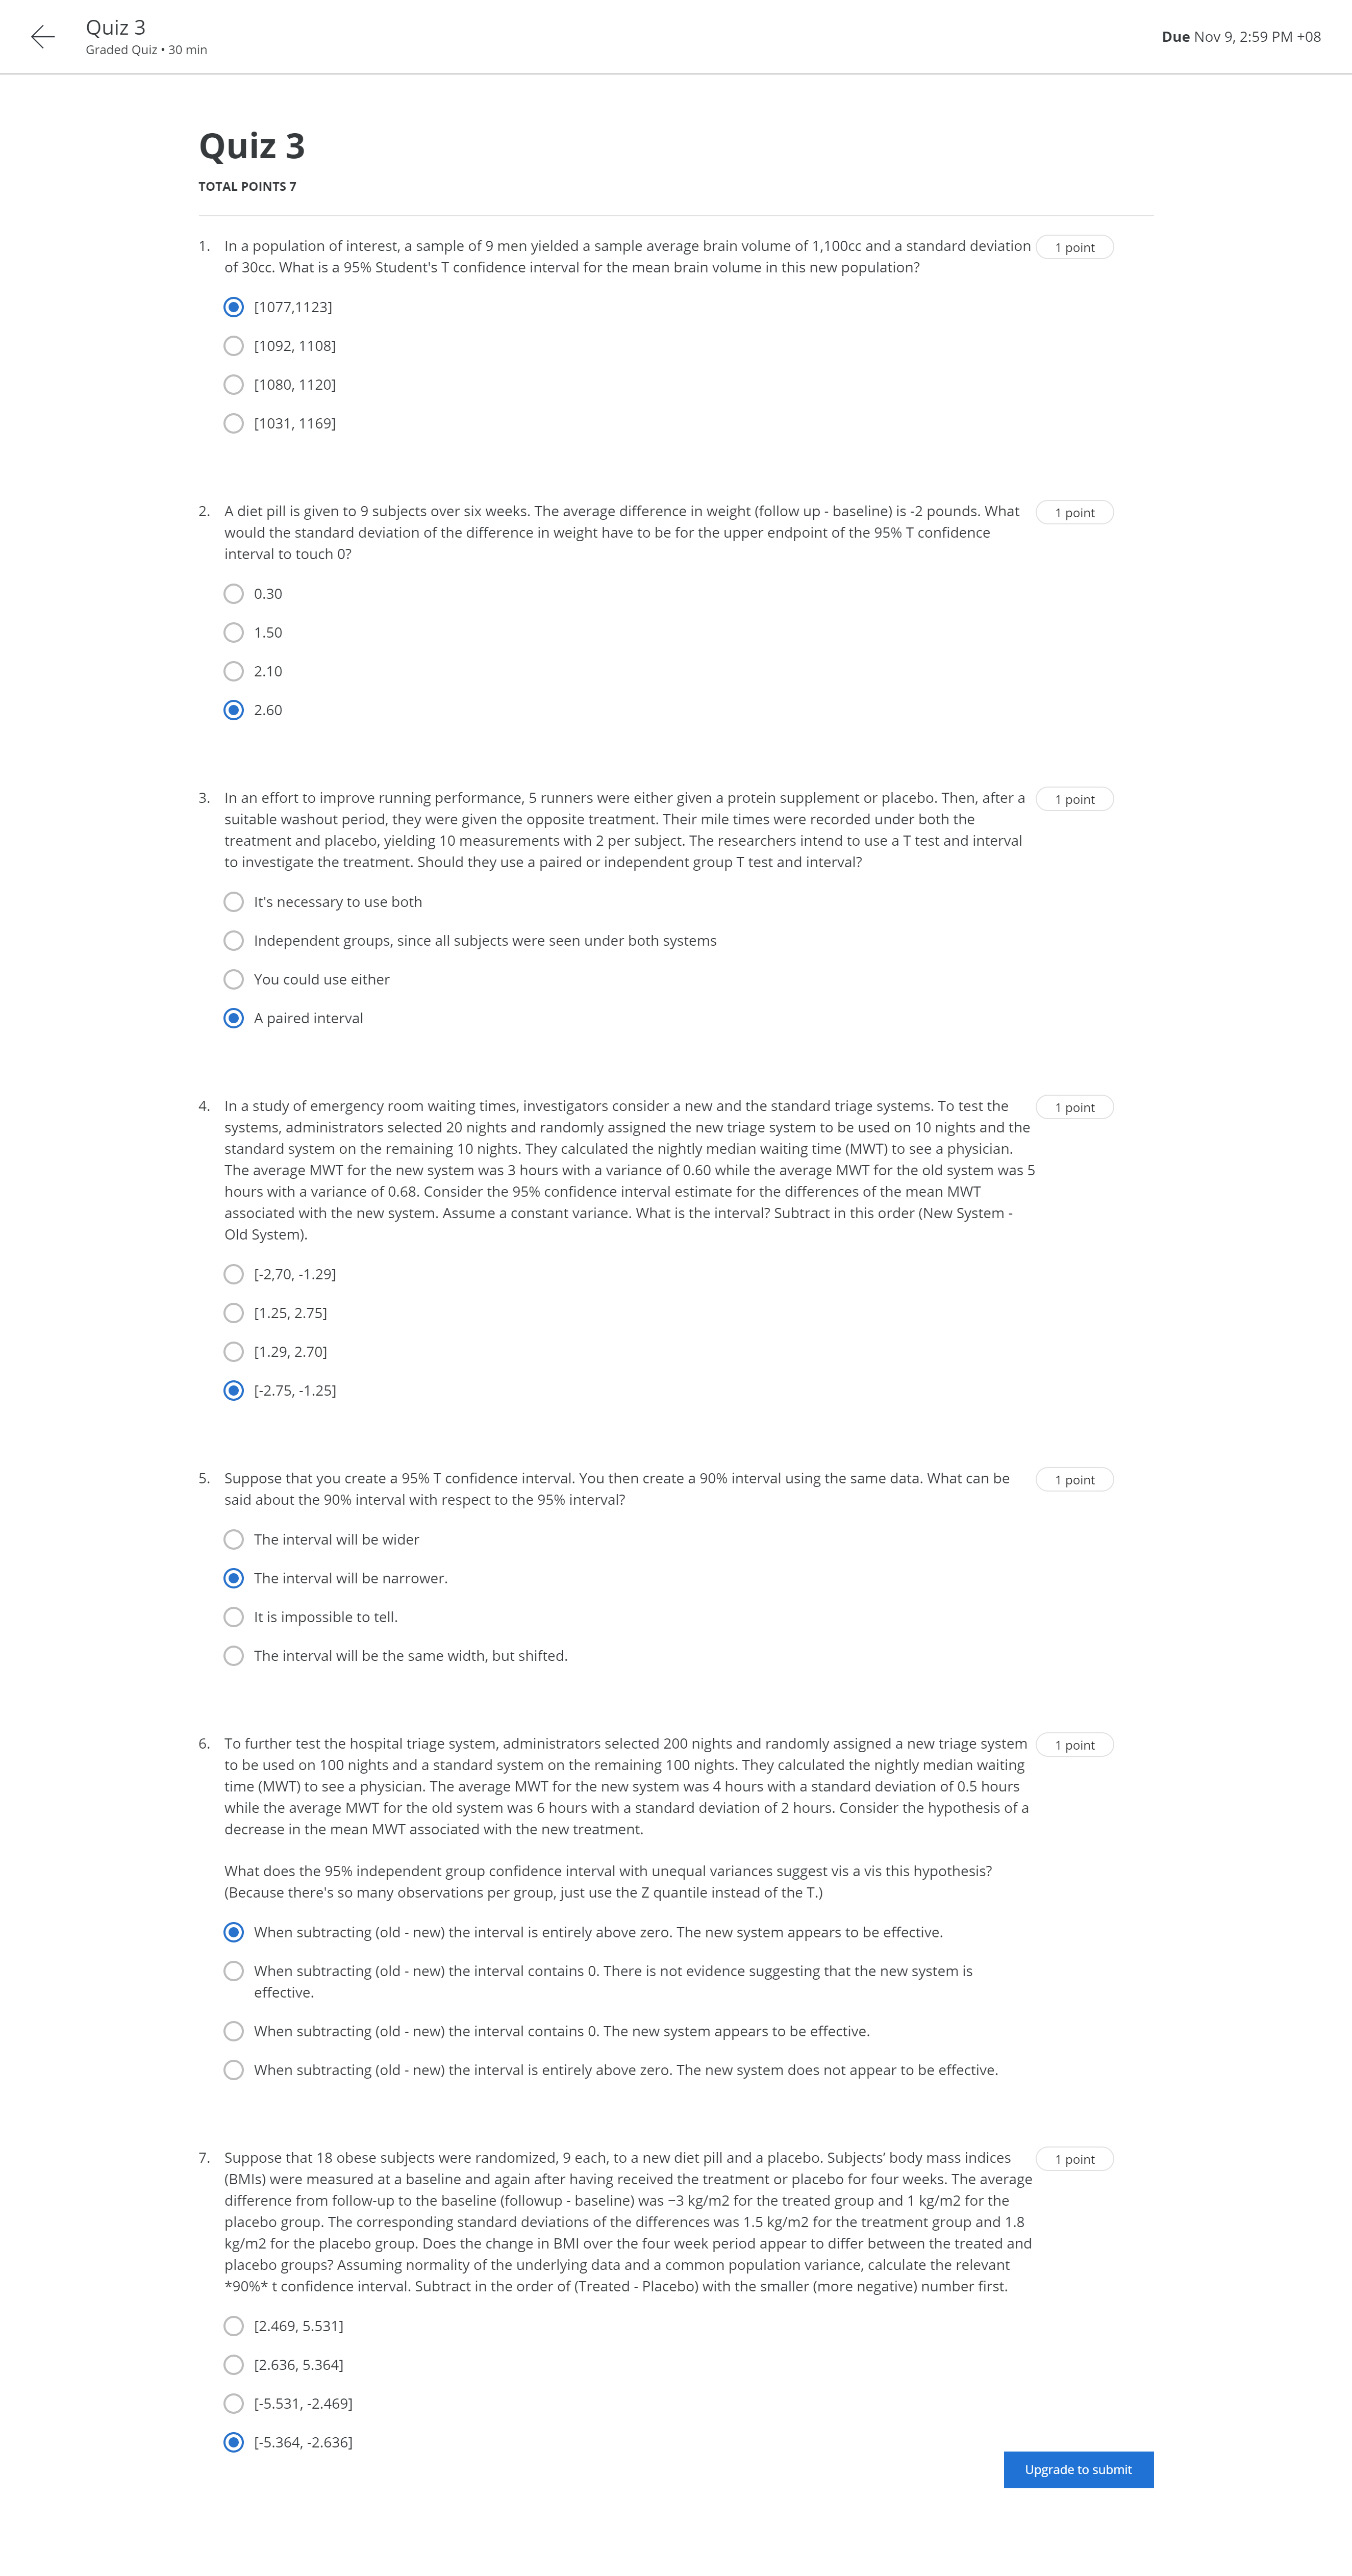 Quiz 3
Graded Quiz • 30 min
Due Nov 9, 2:59 PM +08
Quiz 3
TOTAL POINTS 7
1. In a population of interest, a sample of 9 men yielded a sample average brain volume of 1,100cc and a standard deviation
of 30cc. What is a 95% Student's T confidence interval for the mean brain volume in this new population?
1 point
[1077,1123]
[1092, 1108]
[1080, 1120]
[1031, 1169]
2. A diet pill is given to 9 subjects over six weeks. The average difference in weight (follow up - baseline) is -2 pounds. What
would the standard deviation of the difference in weight have to be for the upper endpoint of the 95% T confidence
interval to touch 0?
1 point
0.30
1.50
2.10
2.60
3. In an effort to improve running performance, 5 runners were either given a protein supplement or placebo. Then, after a
suitable washout period, they were given the opposite treatment. Their mile times were recorded under both the
treatment and placebo, yielding 10 measurements with 2 per subject. The researchers intend to use a T test and interval
to investigate the treatment. Should they use a paired or independent group T test and interval?
1 point
It's necessary to use both
Independent groups, since all subjects were seen under both systems
You could use either
A paired interval
4. In a study of emergency room waiting times, investigators consider a new and the standard triage systems. To test the
systems, administrators selected 20 nights and randomly assigned the new triage system to be used on 10 nights and the
standard system on the remaining 10 nights. They calculated the nightly median waiting time (MWT) to see a physician.
The average MWT for the new system was 3 hours with a variance of 0.60 while the average MWT for the old system was 5
hours with a variance of 0.68. Consider the 95% confidence interval estimate for the differences of the mean MWT
associated with the new system. Assume a constant variance. What is the interval? Subtract in this order (New System -
Old System).
1 point
[-2,70, -1.29]
[1.25, 2.75]
[1.29, 2.70]
[-2.75, -1.25]
5. Suppose that you create a 95% T confidence interval. You then create a 90% interval using the same data. What can be
said about the 90% interval with respect to the 95% interval?
1 point
The interval will be wider
The interval will be narrower.
It is impossible to tell.
The interval will be the same width, but shifted.
6. To further test the hospital triage system, administrators selected 200 nights and randomly assigned a new triage system
to be used on 100 nights and a standard system on the remaining 100 nights. They calculated the nightly median waiting
time (MWT) to see a physician. The average MWT for the new system was 4 hours with a standard deviation of 0.5 hours
while the average MWT for the old system was 6 hours with a standard deviation of 2 hours. Consider the hypothesis of a
decrease in the mean MWT associated with the new treatment.
What does the 95% independent group confidence interval with unequal variances suggest vis a vis this hypothesis?
(Because there's so many observations per group, just use the Z quantile instead of the T.)
1 point
When subtracting (old - new) the interval is entirely above zero. The new system appears to be effective.
When subtracting (old - new) the interval contains 0. There is not evidence suggesting that the new system is
effective.
When subtracting (old - new) the interval contains 0. The new system appears to be effective.
When subtracting (old - new) the interval is entirely above zero. The new system does not appear to be effective.
7. Suppose that 18 obese subjects were randomized, 9 each, to a new diet pill and a placebo. Subjects’ body mass indices
(BMIs) were measured at a baseline and again after having received the treatment or placebo for four weeks. The average
difference from follow-up to the baseline (followup - baseline) was −3 kg/m2 for the treated group and 1 kg/m2 for the
placebo group. The corresponding standard deviations of the differences was 1.5 kg/m2 for the treatment group and 1.8
kg/m2 for the placebo group. Does the change in BMI over the four week period appear to differ between the treated and
placebo groups? Assuming normality of the underlying data and a common population variance, calculate the relevant
*90%* t confidence interval. Subtract in the order of (Treated - Placebo) with the smaller (more negative) number first.
1 point
[2.469, 5.531]
[2.636, 5.364]
[-5.531, -2.469]
[-5.364, -2.636]
Upgrade to submit